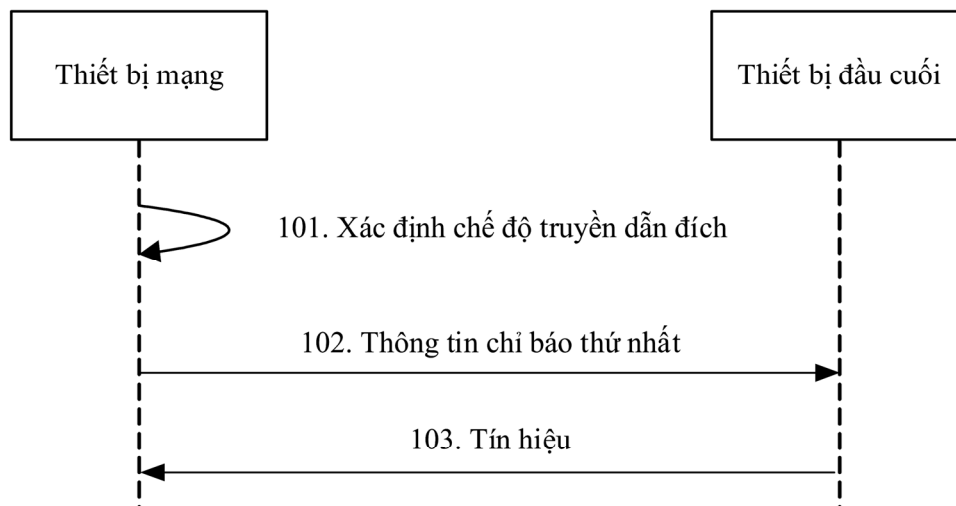 Thiết bị mạng
Thiết bị đầu cuối
101. Xác định chế độ truyền dẫn đích
102. Thông tin chỉ báo thứ nhất
103. Tín hiệu